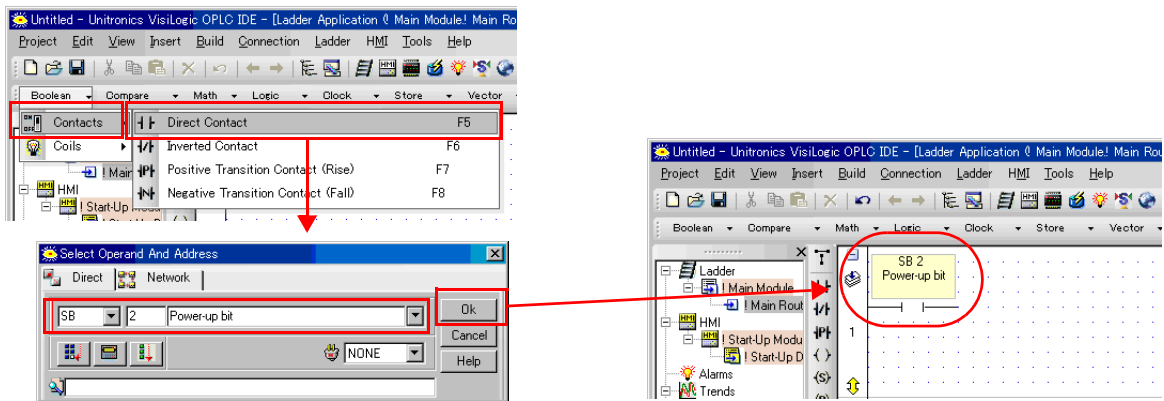 Untitled - Unitronics VisiLogic OPLC IDE - [Ladder Application (! Main Module! Main Ro
Project Edit View Insert Build Connection Ladder HMI Tools Help
Boolean Compare Math Logic Clock Store Vector
Contacts
Direct Contact F5
Coils
Inverted Contact F6
! Main
Positive Transition Contact (Rise) F7
HMI
Negative Transition Contact (Fall) F8
! Start-Up Modu
Select Operand And Address
Direct Network
SB 2 Power-up bit
Ok
Cancel
NONE
Help
Untitled - Unitronics VisiLogic OPLC IDE - [Ladder Application (! Main Module! Main Rou
Project Edit View Insert Build Connection Ladder HMI Tools Help
Boolean Compare Math Logic Clock Store Vector
Ladder
! Main Module
! Main Rout
HMI
! Start-Up Modu
! Start-Up D
Alarms
Trends
SB 2
Power-up bit
1